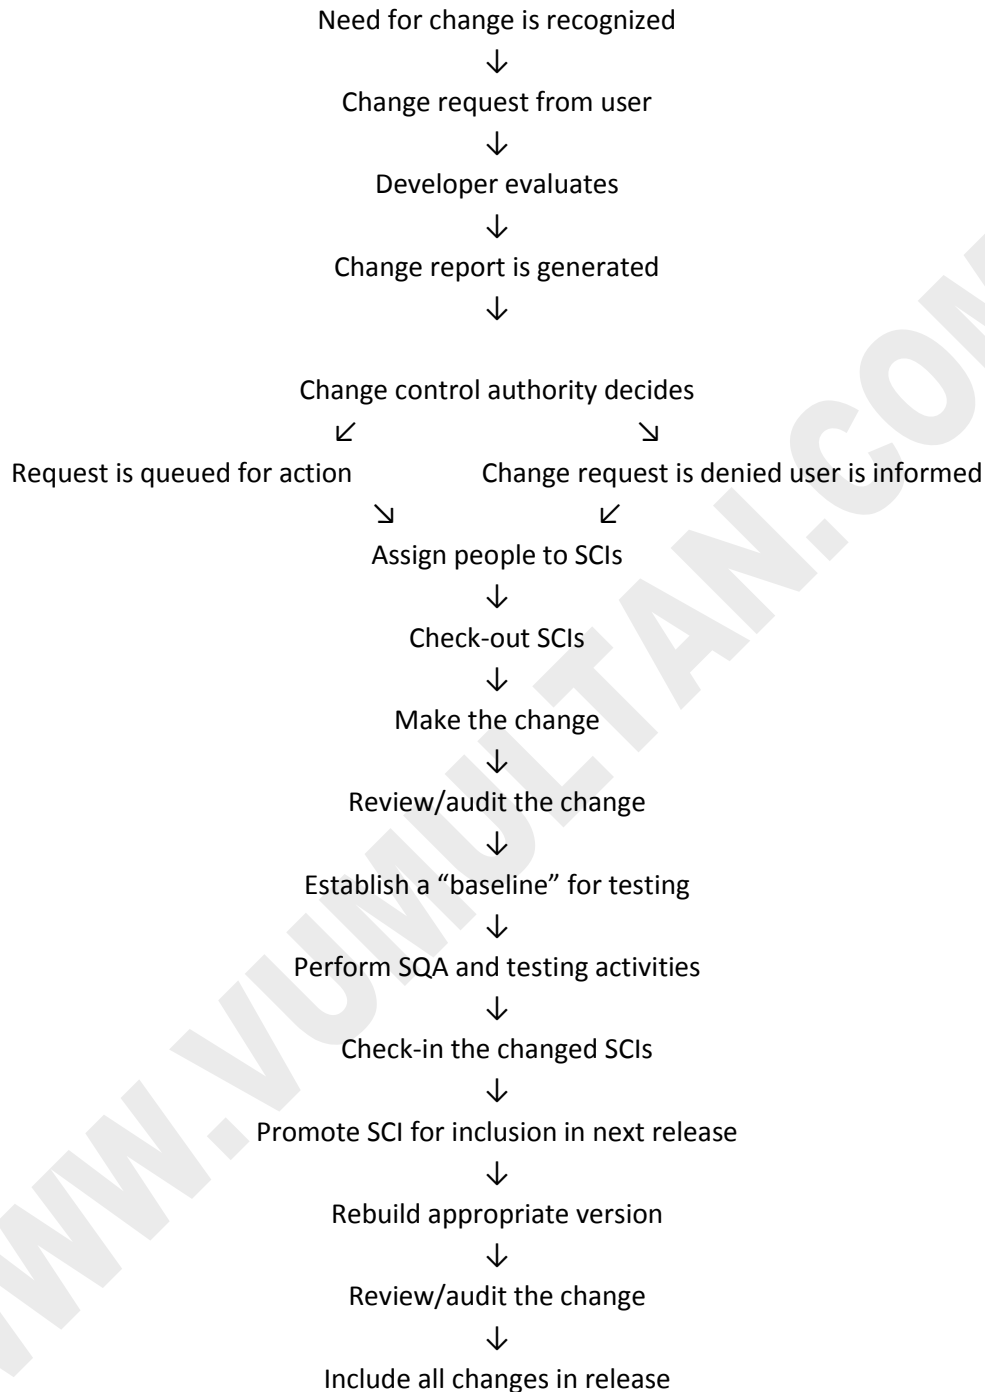 Need for change is recognized
↓
Change request from user
↓
Developer evaluates
↓
Change report is generated
↓
Change control authority decides
↙ ↘
Request is queued for action Change request is denied user is informed
↘ ↙
Assign people to SCIs
↓
Check-out SCIs
↓
Make the change
↓
Review/audit the change
↓
Establish a “baseline” for testing
↓
Perform SQA and testing activities
↓
Check-in the changed SCIs
↓
Promote SCI for inclusion in next release
↓
Rebuild appropriate version
↓
Review/audit the change
↓
Include all changes in release
WWW.VUMULTAN.COM